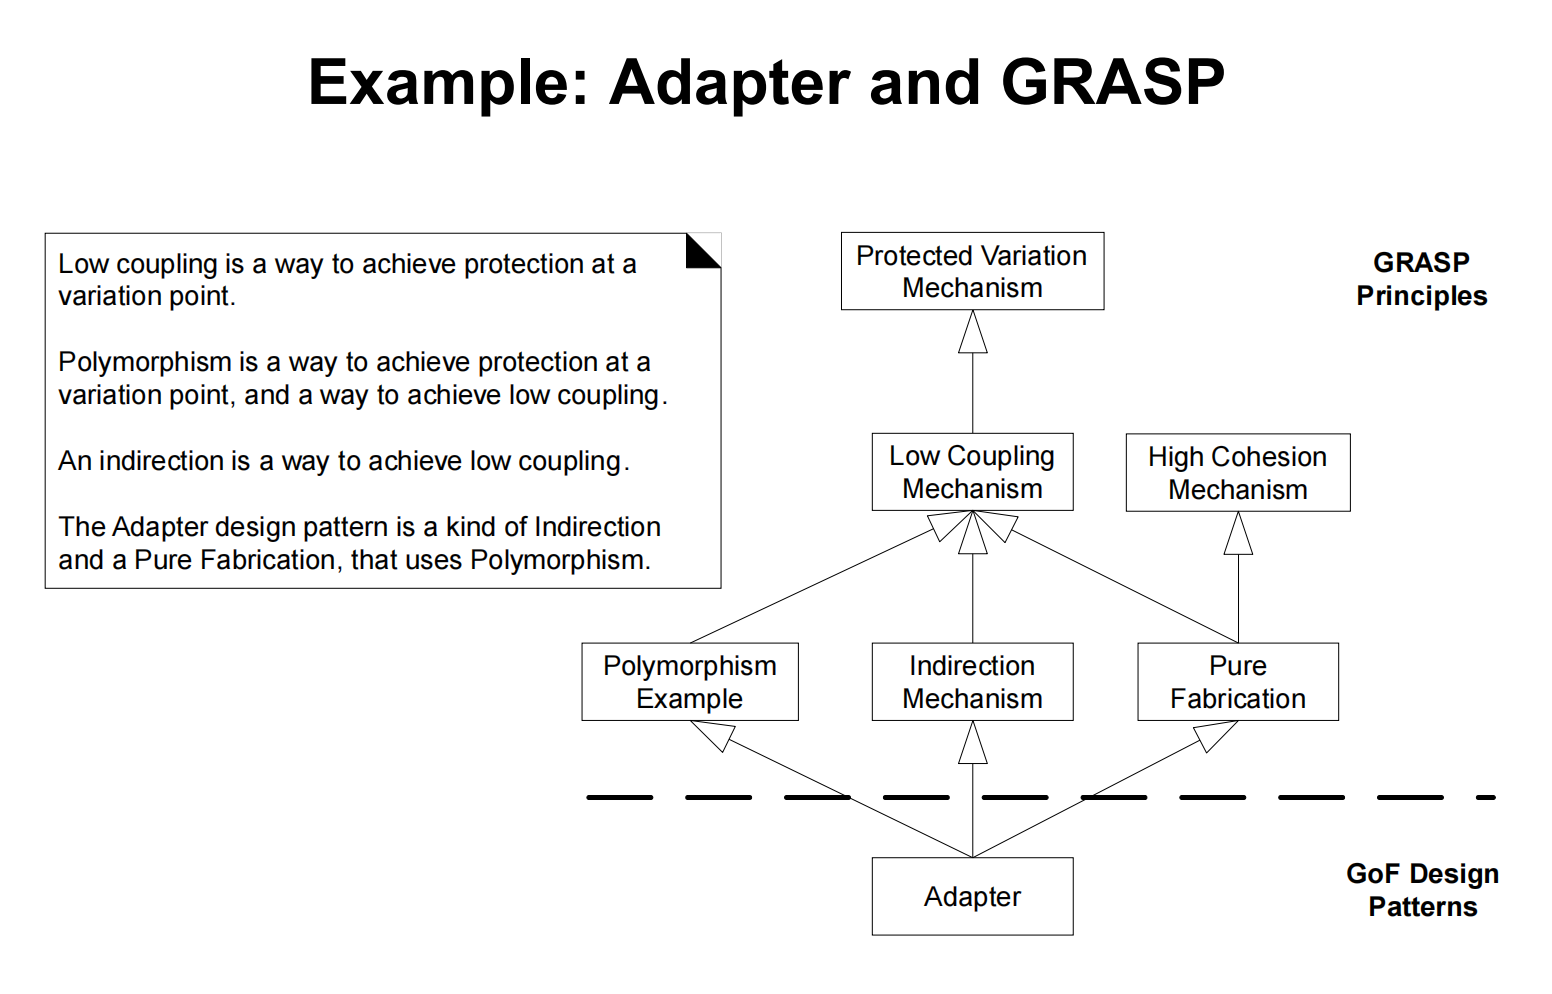 Example: Adapter and GRASP
Low coupling is a way to achieve protection at a
variation point.
Polymorphism is a way to achieve protection at a
variation point, and a way to achieve low coupling.
An indirection is a way to achieve low coupling.
The Adapter design pattern is a kind of Indirection
and a Pure Fabrication, that uses Polymorphism.
Protected Variation
Mechanism
GRASP
Principles
Low Coupling
Mechanism
High Cohesion
Mechanism
Polymorphism
Example
Indirection
Mechanism
Pure
Fabrication
Adapter
GoF Design
Patterns